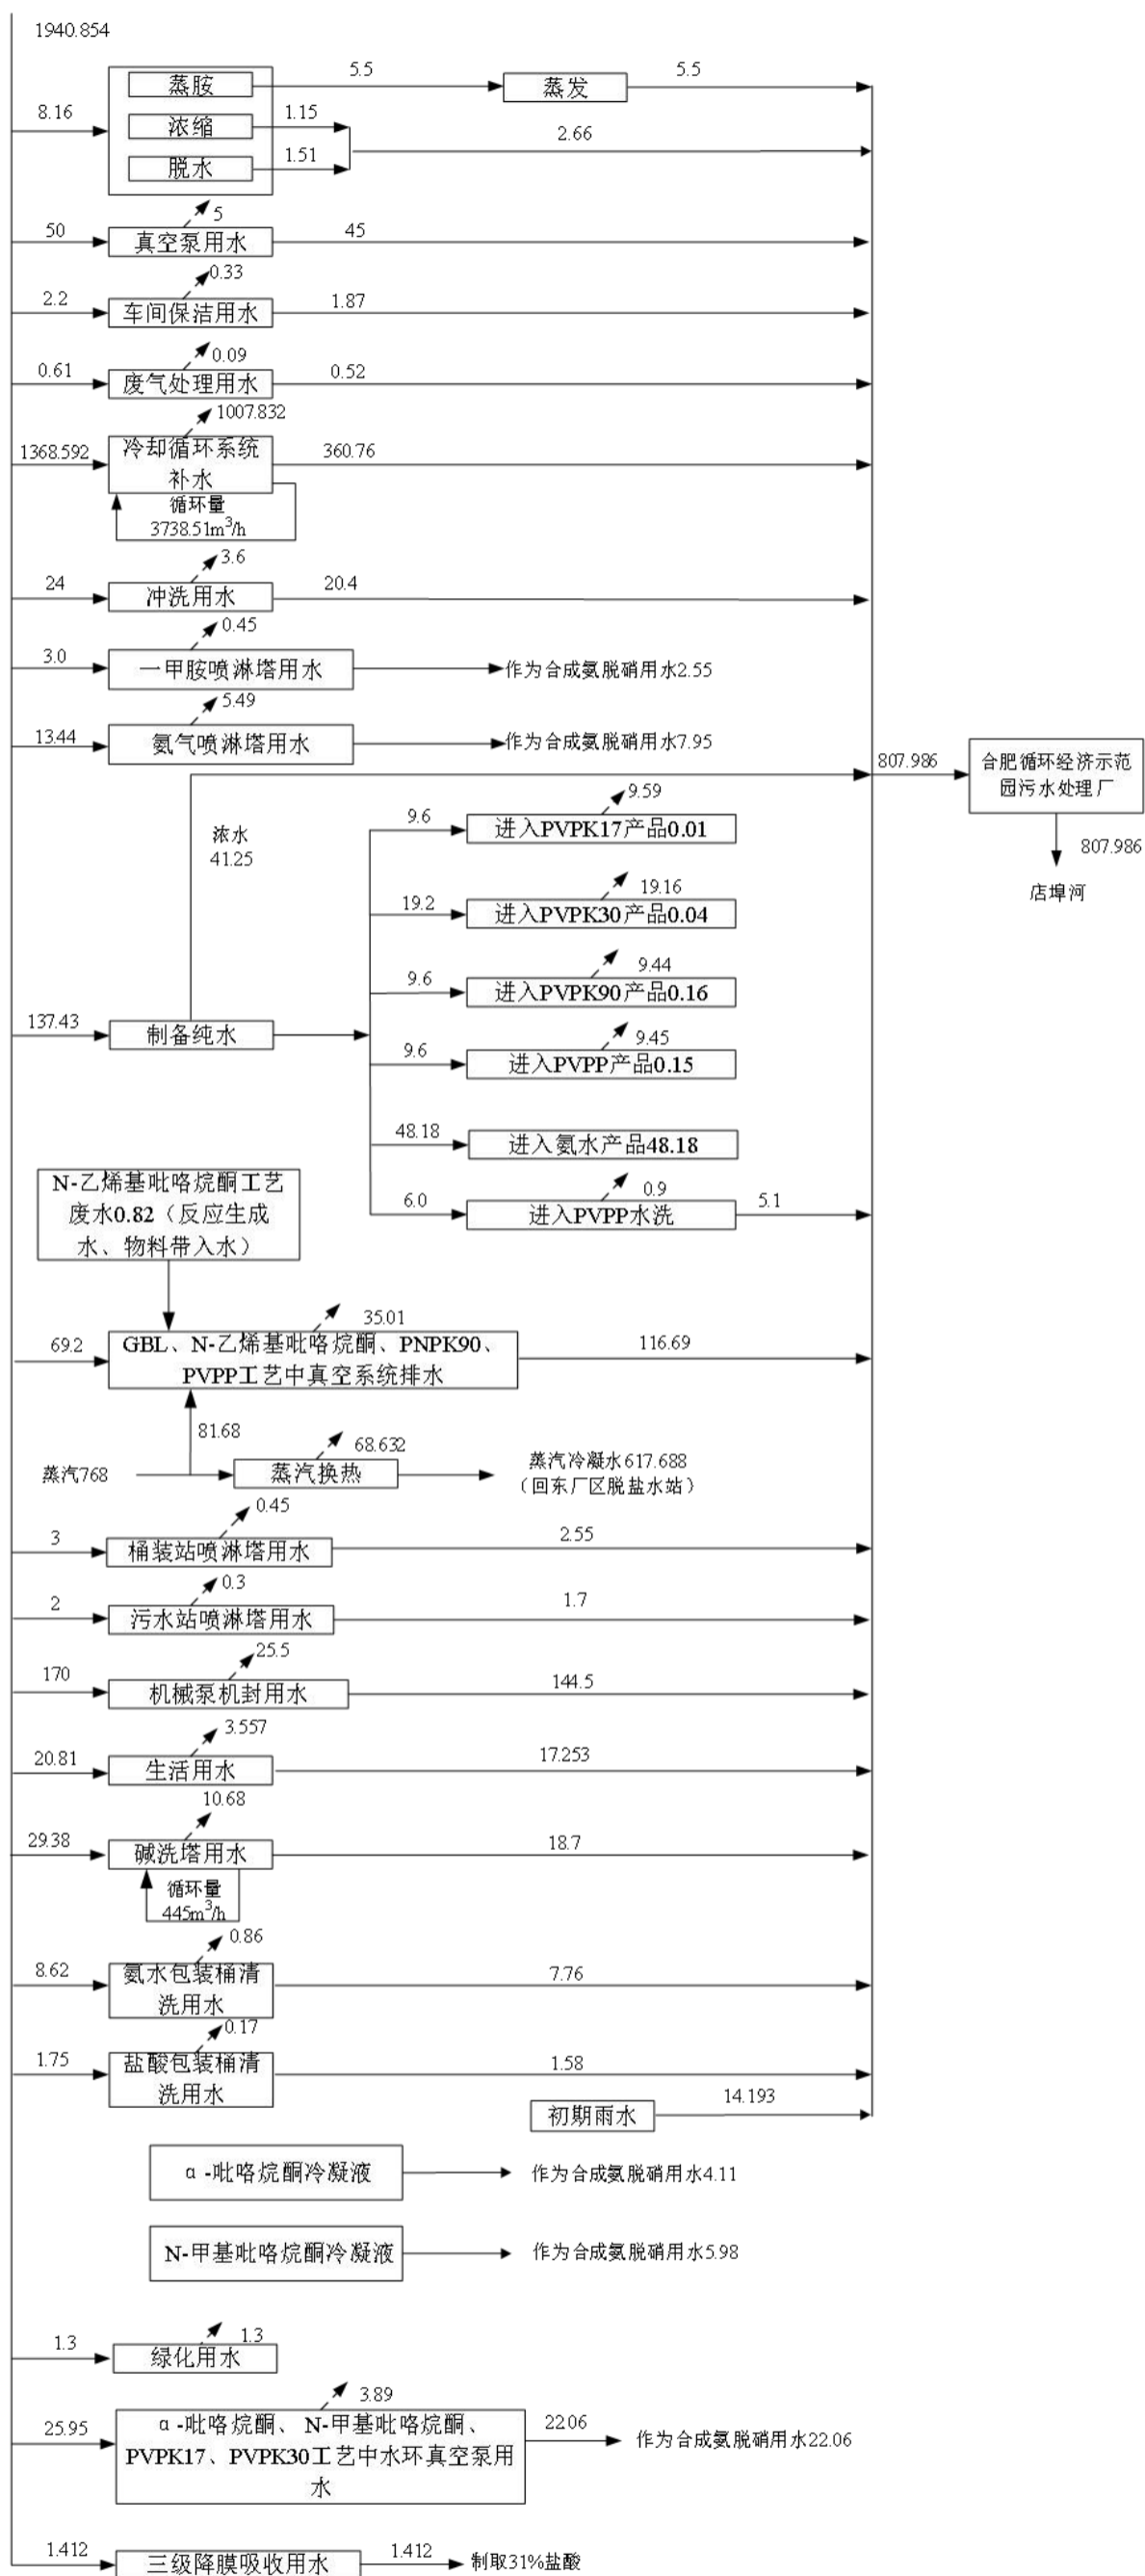 1940.854
蒸胺
5.5
蒸发
5.5
8.16
浓缩
1.15
2.66
脱水
1.51
5
50
真空泵用水
45
0.33
2.2
车间保洁用水
1.87
0.09
0.61
废气处理用水
0.52
1007.832
1368.592
冷却循环系统
补水
360.76
循环量
3738.51m³/h
3.6
24
冲洗用水
20.4
0.45
3.0
一甲胺喷淋塔用水
作为合成氨脱硝用水2.55
5.49
13.44
氨气喷淋塔用水
作为合成氨脱硝用水7.95
807.986
合肥循环经济示范
园污水处理厂
807.986
店埠河
浓水
41.25
9.59
9.6
进入PVPK17产品0.01
19.16
19.2
进入PVPK30产品0.04
9.44
9.6
进入PVPK90产品0.16
137.43
制备纯水
9.45
9.6
进入PVPP产品0.15
48.18
进入氨水产品48.18
0.9
6.0
进入PVPP水洗
5.1
N-乙烯基吡咯烷酮工艺
废水0.82（反应生成
水、物料带入水）
35.01
69.2
GBL、N-乙烯基吡咯烷酮、PNPK90、
PVPP工艺中真空系统排水
116.69
81.68
68.632
蒸汽768
蒸汽换热
蒸汽冷凝水617.688
（回东厂区脱盐水站）
0.45
3
桶装站喷淋塔用水
2.55
0.3
2
污水站喷淋塔用水
1.7
25.5
170
机械泵机封用水
144.5
3.557
20.81
生活用水
17.253
10.68
29.38
碱洗塔用水
18.7
循环量
445m³/h
0.86
8.62
氨水包装桶清
洗用水
7.76
0.17
1.75
盐酸包装桶清
洗用水
1.58
初期雨水
14.193
α-吡咯烷酮冷凝液
作为合成氨脱硝用水4.11
N-甲基吡咯烷酮冷凝液
作为合成氨脱硝用水5.98
1.3
1.3
绿化用水
3.89
25.95
α-吡咯烷酮、N-甲基吡咯烷酮、
PVPK17、PVPK30工艺中水环真空泵用
水
22.06
作为合成氨脱硝用水22.06
1.412
三级降膜吸收用水
1.412
制取31%盐酸